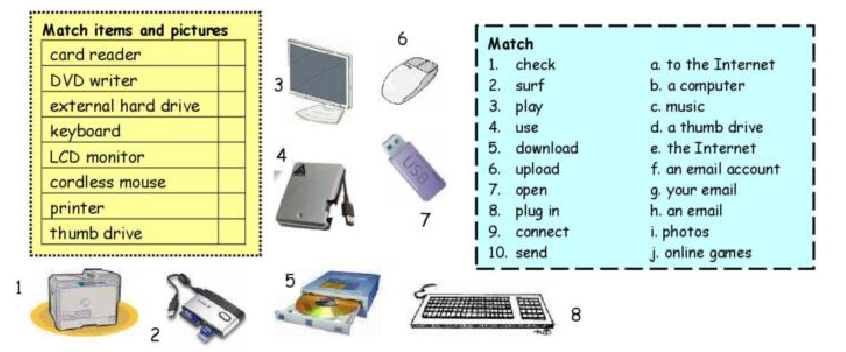 Match items and pictures
card reader
DVD writer
external hard drive
keyboard
LCD monitor
cordless mouse
printer
thumb drive
3
6
4
USB
7
Match
1. check a. to the Internet
2. surf b. a computer
3. play c. music
4. use d. a thumb drive
5. download e. the Internet
6. upload f. an email account
7. open g. your email
8. plug in h. an email
9. connect i. photos
10. send j. online games
1
2
5
8